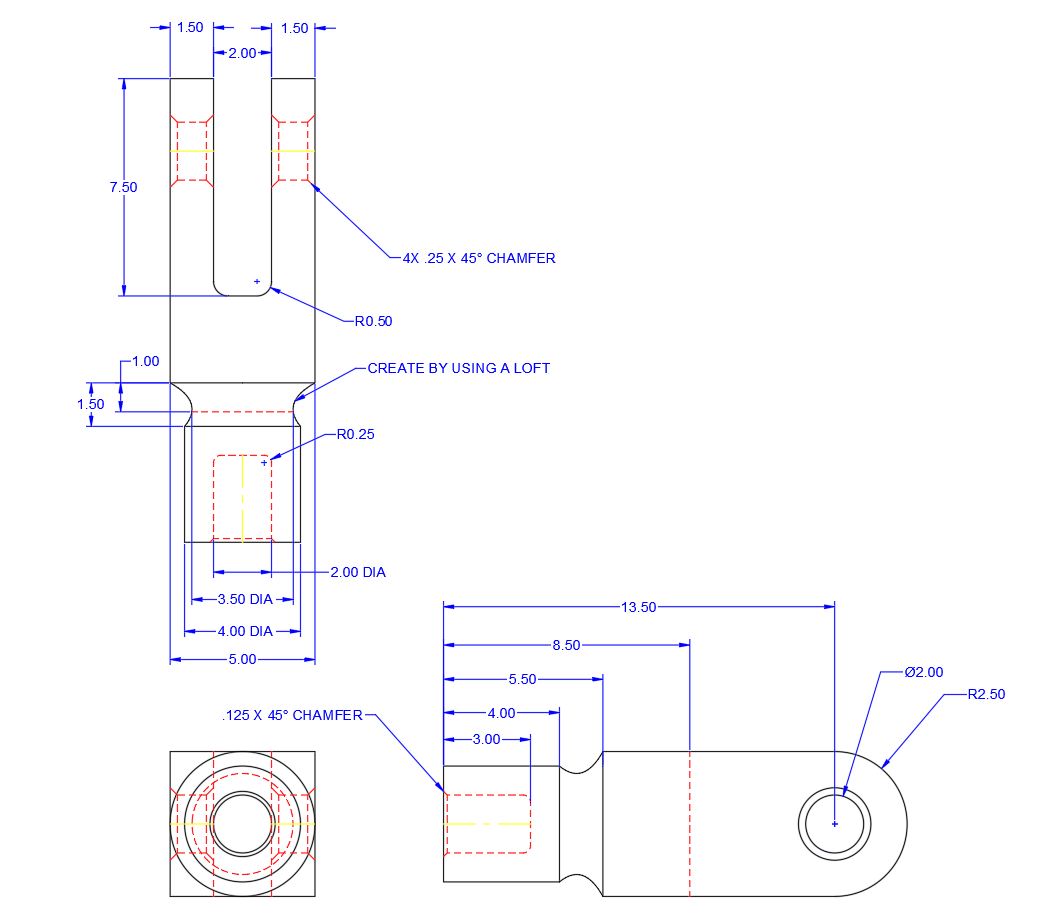 1.50
1.50
2.00
7.50
4X .25 X 45° CHAMFER
R0.50
1.00
CREATE BY USING A LOFT
1.50
R0.25
2.00 DIA
3.50 DIA
4.00 DIA
5.00
13.50
8.50
5.50
4.00
3.00
Ø2.00
R2.50
.125 X 45° CHAMFER